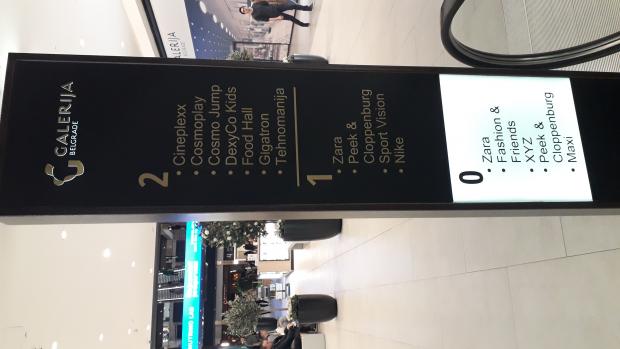 GALERIJA
BELGRADE
2
• Cineplexx
• Cosmoplay
• Cosmo Jump
• DexyCo Kids
• Food Hall
• Gigatron
• Tehnomanija
1
• Zara
• Peek &
Cloppenburg
• Sport Vision
• Nike
0
• Zara
• Fashion &
Friends
• XYZ
• Peek &
Cloppenburg
• Maxi
GALERIJA